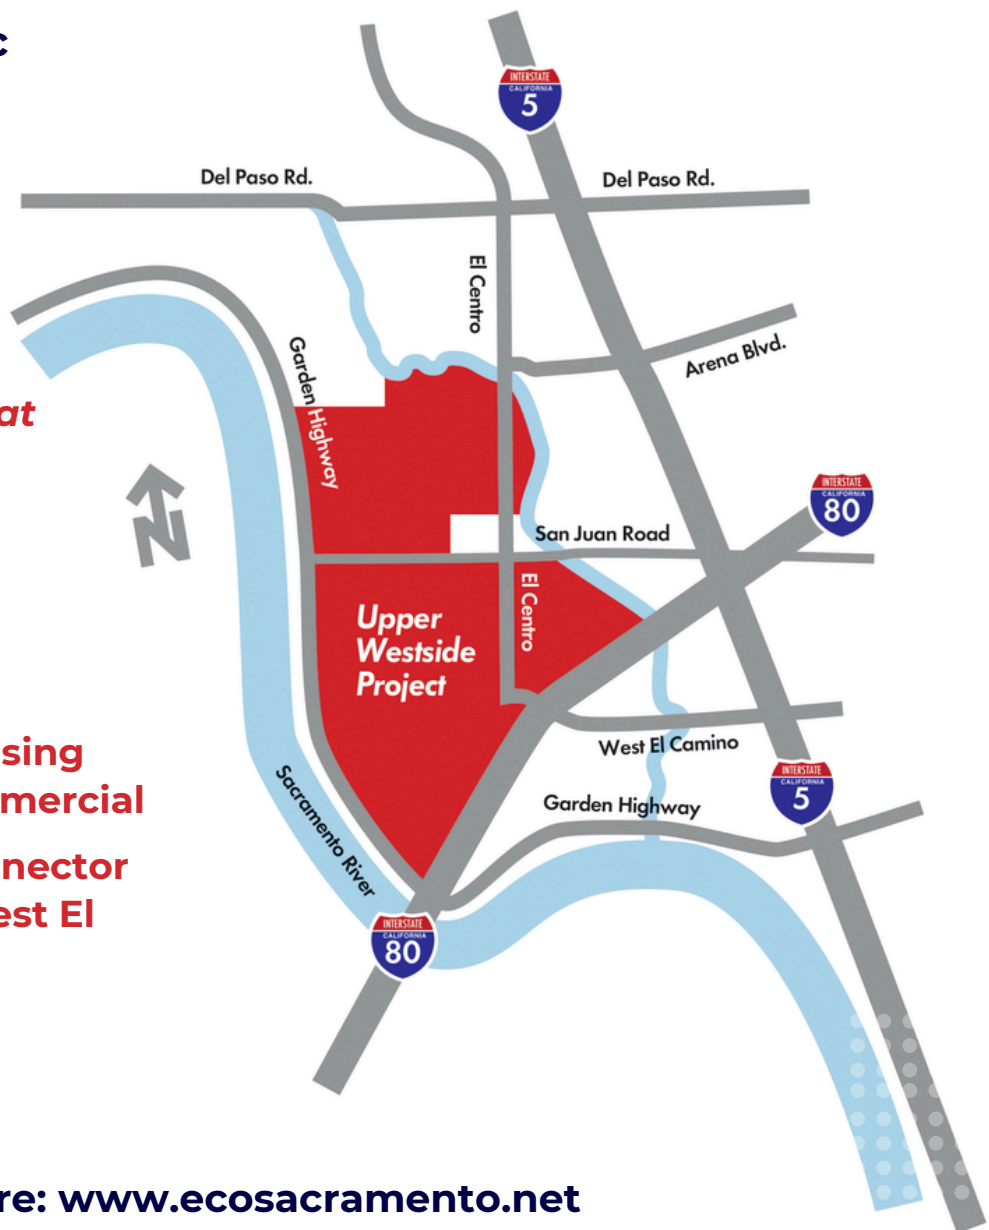 c
INTERSTATE
CALIFORNIA
5
Del Paso Rd.
Del Paso Rd.
El Centro
Arena Blvd.
Garden Highway
at
INTERSTATE
CALIFORNIA
80
N
San Juan Road
El Centro
Upper
Westside
Project
West El Camino
sing
mercial
INTERSTATE
CALIFORNIA
5
Sacramento River
Garden Highway
nector
est El
INTERSTATE
CALIFORNIA
80
re: www.ecosacramento.net